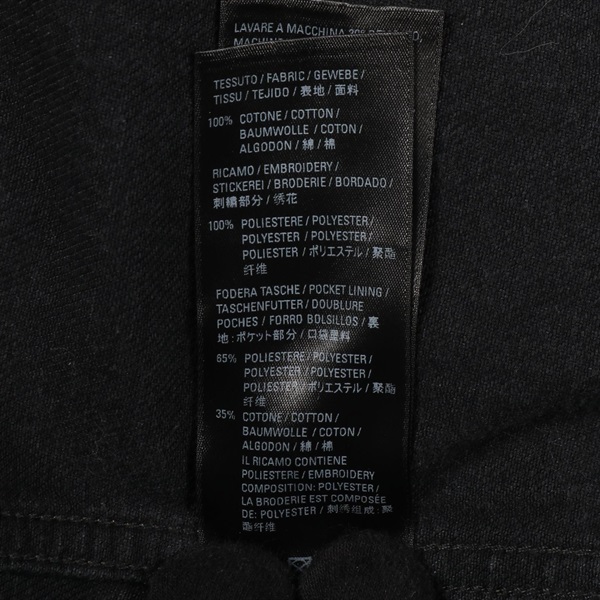 LAVARE A MACCHINA
TESSUTO / FABRIC / GEWEBE /
TISSU / TEJIDO / 表地 / 面料
100% COTONE / COTTON /
BAUMWOLLE / COTON /
ALGODON / 綿 / 棉
RICAMO / EMBROIDERY /
STICKEREI / BRODERIE / BORDADO /
刺繍部分 / 绣花
100% POLIESTERE / POLYESTER /
POLYESTER / POLYESTER /
POLIESTER / ポリエステル / 聚酯
纤维
FODERA TASCHE / POCKET LINING /
TASCHENFUTTER / DOUBLURE
POCHES / FORRO BOLSILLOS / 裏
地:ポケット部分 / 口袋里料
65% POLIESTERE / POLYESTER /
POLYESTER / POLYESTER /
POLIESTER / ポリエステル / 聚酯
纤维
35% COTONE / COTTON /
BAUMWOLLE / COTON /
ALGODON / 綿 / 棉
IL RICAMO CONTIENE
POLIESTERE / EMBROIDERY
COMPOSITION: POLYESTER /
LA BRODERIE EST COMPOSÉE
DE: POLYESTER / 刺绣组成: 聚
酯纤维